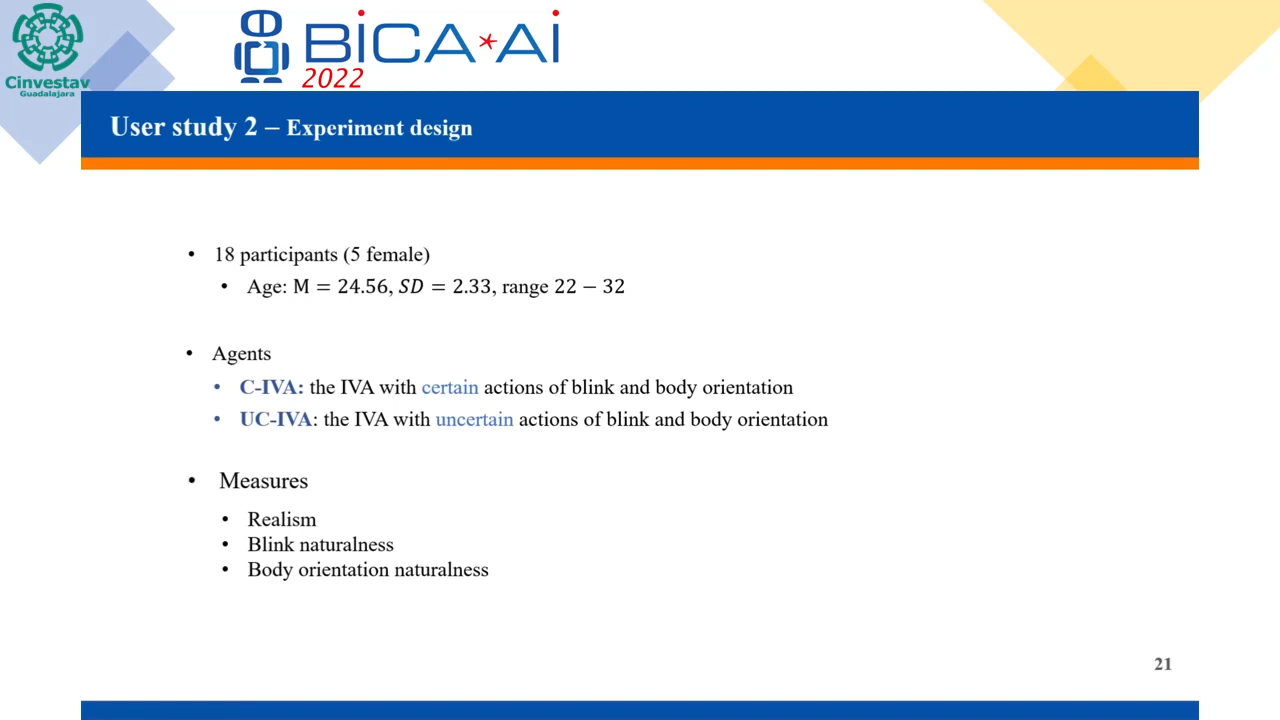 Cinvestav
Guadalajara
BiCA*Ai
2022
User study 2 – Experiment design
• 18 participants (5 female)
• Age: M = 24.56, SD = 2.33, range 22 − 32
• Agents
• C-IVA: the IVA with certain actions of blink and body orientation
• UC-IVA: the IVA with uncertain actions of blink and body orientation
• Measures
• Realism
• Blink naturalness
• Body orientation naturalness
21